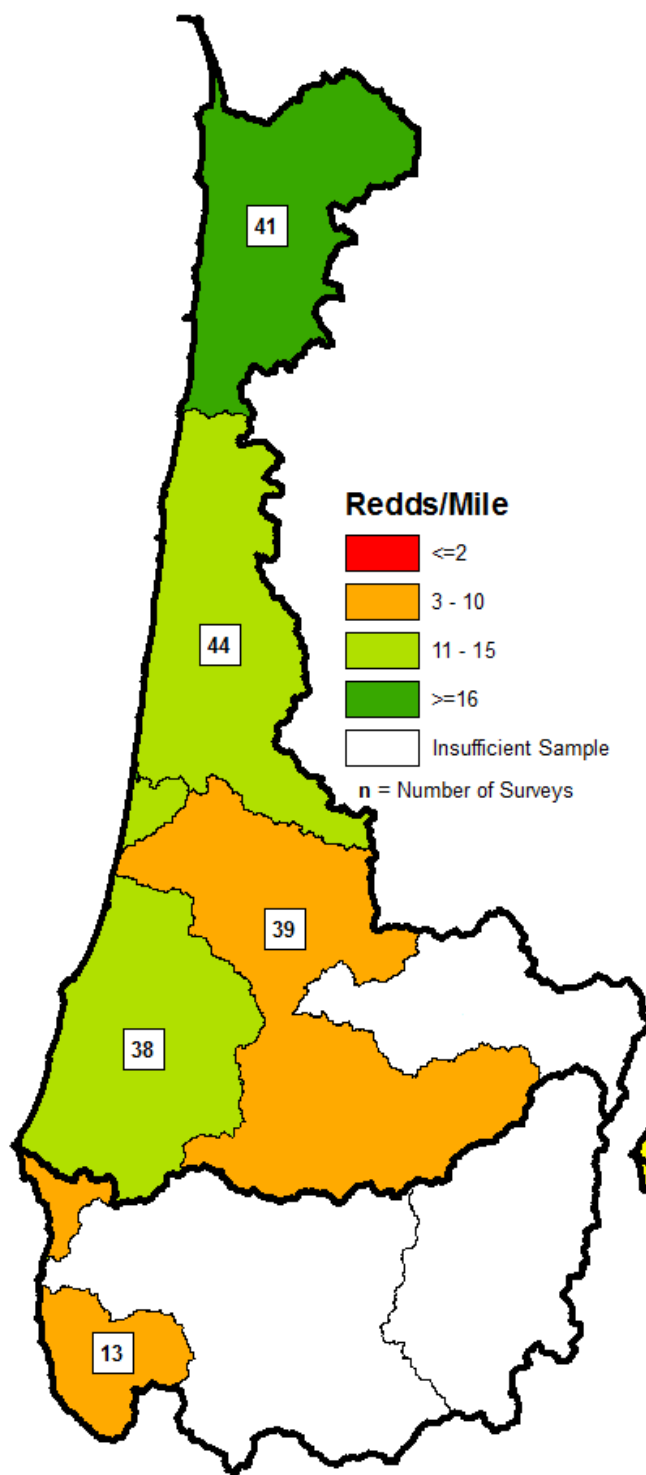 41
44
Redds/Mile
<=2
3 - 10
11 - 15
>=16
Insufficient Sample
n = Number of Surveys
39
38
13